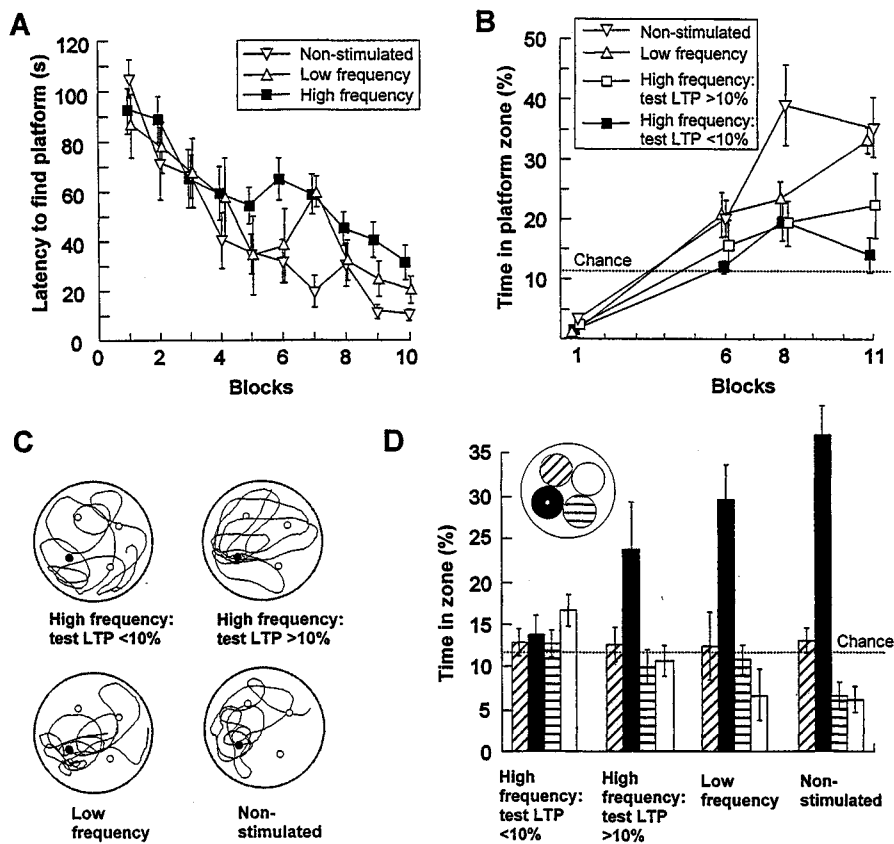 A
Latency to find platform (s)
120
100
80
60
40
20
0
0 2 4 6 8 10
Blocks
Non-stimulated
Low frequency
High frequency
B
Time in platform zone (%)
50
40
30
20
10
1 6 8 11
Blocks
Chance
Non-stimulated
Low frequency
High frequency:
test LTP >10%
High frequency:
test LTP <10%
C
High frequency:
test LTP <10%
High frequency:
test LTP >10%
Low
frequency
Non-
stimulated
D
Time in zone (%)
35
30
25
20
15
10
5
0
Chance
High
frequency:
test LTP
<10%
High
frequency:
test LTP
>10%
Low
frequency
Non-
stimulated